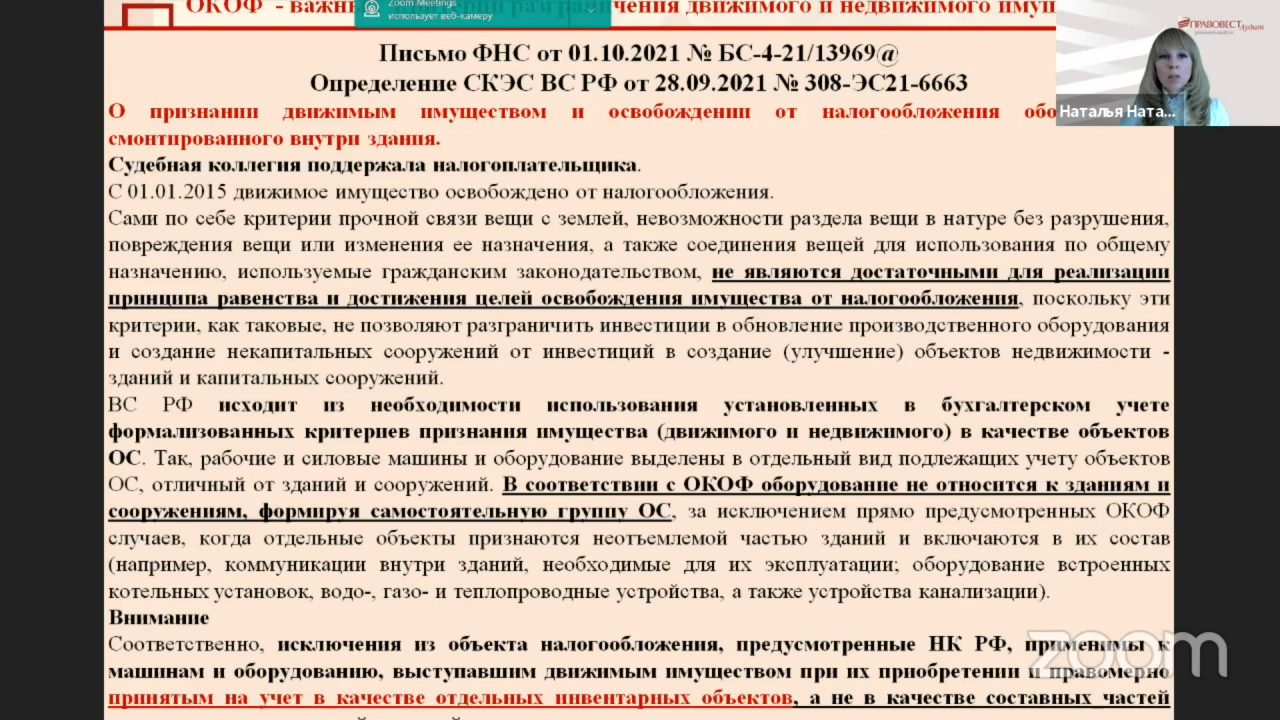 ОКОФ - важн
Zoom Meetings
использует веб-камеру
чения движимого и недвижимого имущ
ПРАВОВЕСТ
Аудит
Наталья Ната...
Письмо ФНС от 01.10.2021 № БС-4-21/13969@
Определение СКЭС ВС РФ от 28.09.2021 № 308-ЭС21-6663
О признании движимым имуществом и освобождении от налогообложения обо
смонтированного внутри здания.
Судебная коллегия поддержала налогоплательщика.
С 01.01.2015 движимое имущество освобождено от налогообложения.
Сами по себе критерии прочной связи вещи с землей, невозможности раздела вещи в натуре без разрушения,
повреждения вещи или изменения ее назначения, а также соединения вещей для использования по общему
назначению, используемые гражданским законодательством, не являются достаточными для реализации
принципа равенства и достижения целей освобождения имущества от налогообложения, поскольку эти
критерии, как таковые, не позволяют разграничить инвестиции в обновление производственного оборудования
и создание некапитальных сооружений от инвестиций в создание (улучшение) объектов недвижимости -
зданий и капитальных сооружений.
ВС РФ исходит из необходимости использования установленных в бухгалтерском учете
формализованных критериев признания имущества (движимого и недвижимого) в качестве объектов
ОС. Так, рабочие и силовые машины и оборудование выделены в отдельный вид подлежащих учету объектов
ОС, отличный от зданий и сооружений. В соответствии с ОКОФ оборудование не относится к зданиям и
сооружениям, формируя самостоятельную группу ОС, за исключением прямо предусмотренных ОКОФ
случаев, когда отдельные объекты признаются неотъемлемой частью зданий и включаются в их состав
(например, коммуникации внутри зданий, необходимые для их эксплуатации; оборудование встроенных
котельных установок, водо-, газо- и теплопроводные устройства, а также устройства канализации).
Внимание
Соответственно, исключения из объекта налогообложения, предусмотренные НК РФ, применимы к
машинам и оборудованию, выступавшим движимым имуществом при их приобретении и правомерно
принятым на учет в качестве отдельных инвентарных объектов, а не в качестве составных частей
zoom